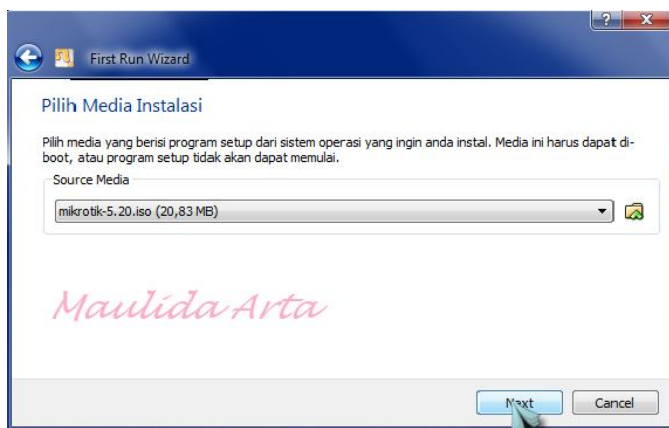 First Run Wizard
Pilih Media Instalasi
Pilih media yang berisi program setup dari sistem operasi yang ingin anda instal. Media ini harus dapat di-
boot, atau program setup tidak akan dapat memulai.
Source Media
mikrotik-5.20.iso (20,83 MB)
Maulida Arta
Next Cancel